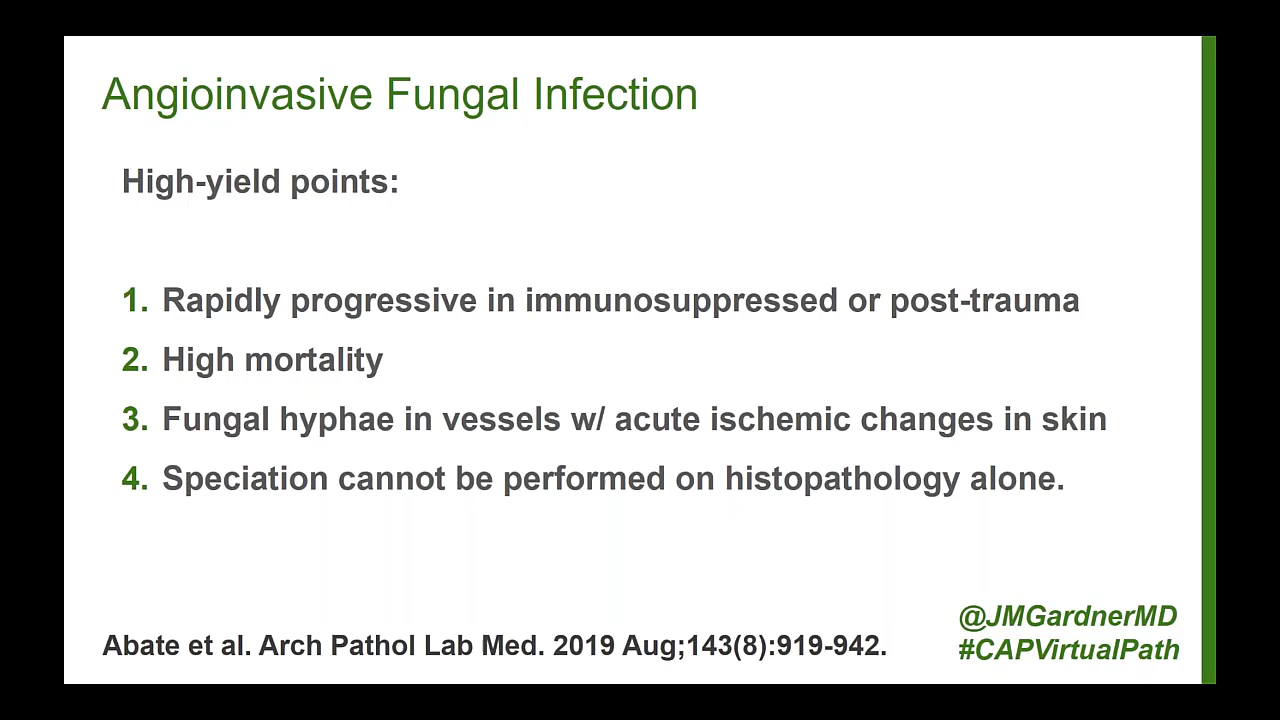 Angioinvasive Fungal Infection
High-yield points:
1. Rapidly progressive in immunosuppressed or post-trauma
2. High mortality
3. Fungal hyphae in vessels w/ acute ischemic changes in skin
4. Speciation cannot be performed on histopathology alone.
Abate et al. Arch Pathol Lab Med. 2019 Aug;143(8):919-942.
@JMGardnerMD
#CAPVirtualPath